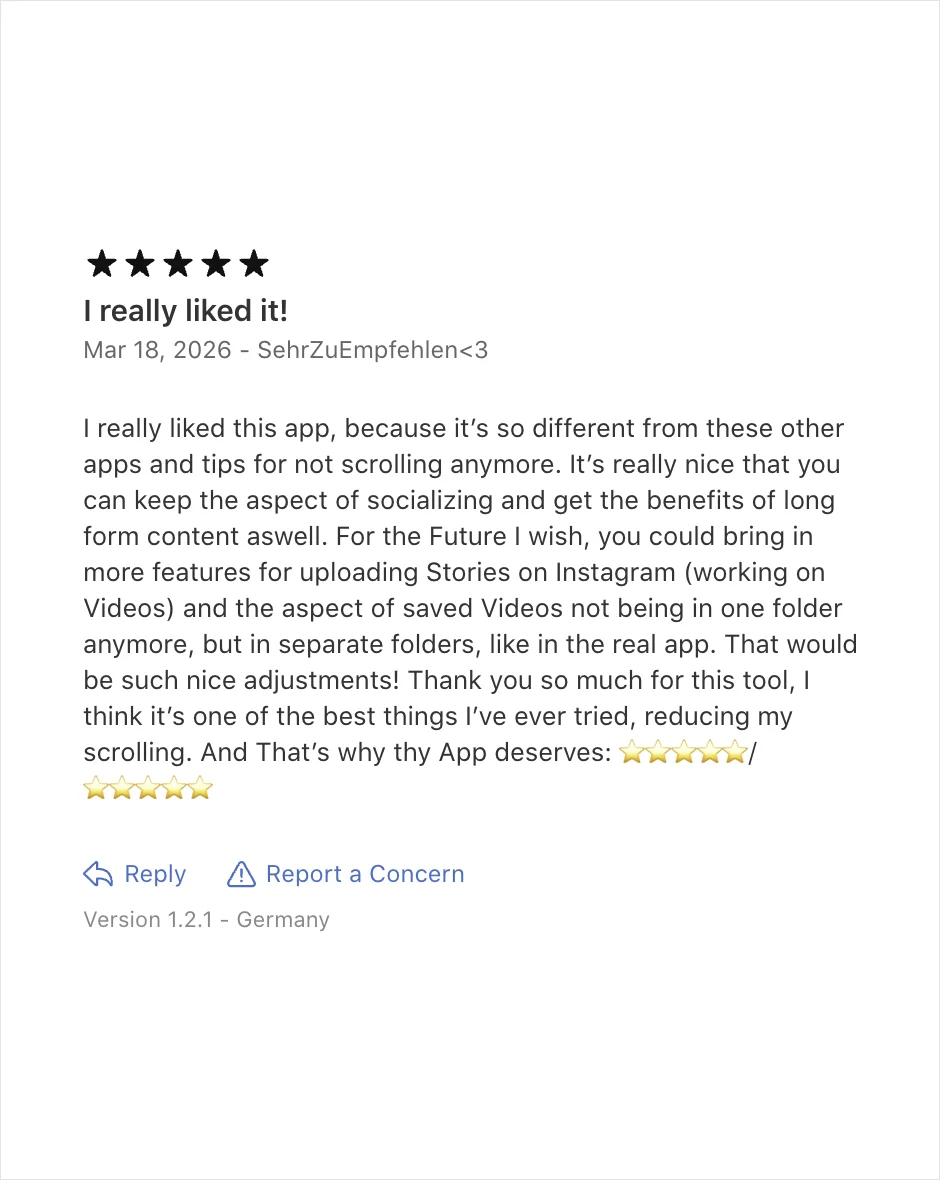 ★★★★★
I really liked it!
Mar 18, 2026 - SehrZuEmpfehlen<3
I really liked this app, because it’s so different from these other
apps and tips for not scrolling anymore. It’s really nice that you
can keep the aspect of socializing and get the benefits of long
form content aswell. For the Future I wish, you could bring in
more features for uploading Stories on Instagram (working on
Videos) and the aspect of saved Videos not being in one folder
anymore, but in separate folders, like in the real app. That would
be such nice adjustments! Thank you so much for this tool, I
think it’s one of the best things I’ve ever tried, reducing my
scrolling. And That’s why thy App deserves: ⭐⭐⭐⭐⭐/
⭐⭐⭐⭐⭐
Reply Report a Concern
Version 1.2.1 - Germany